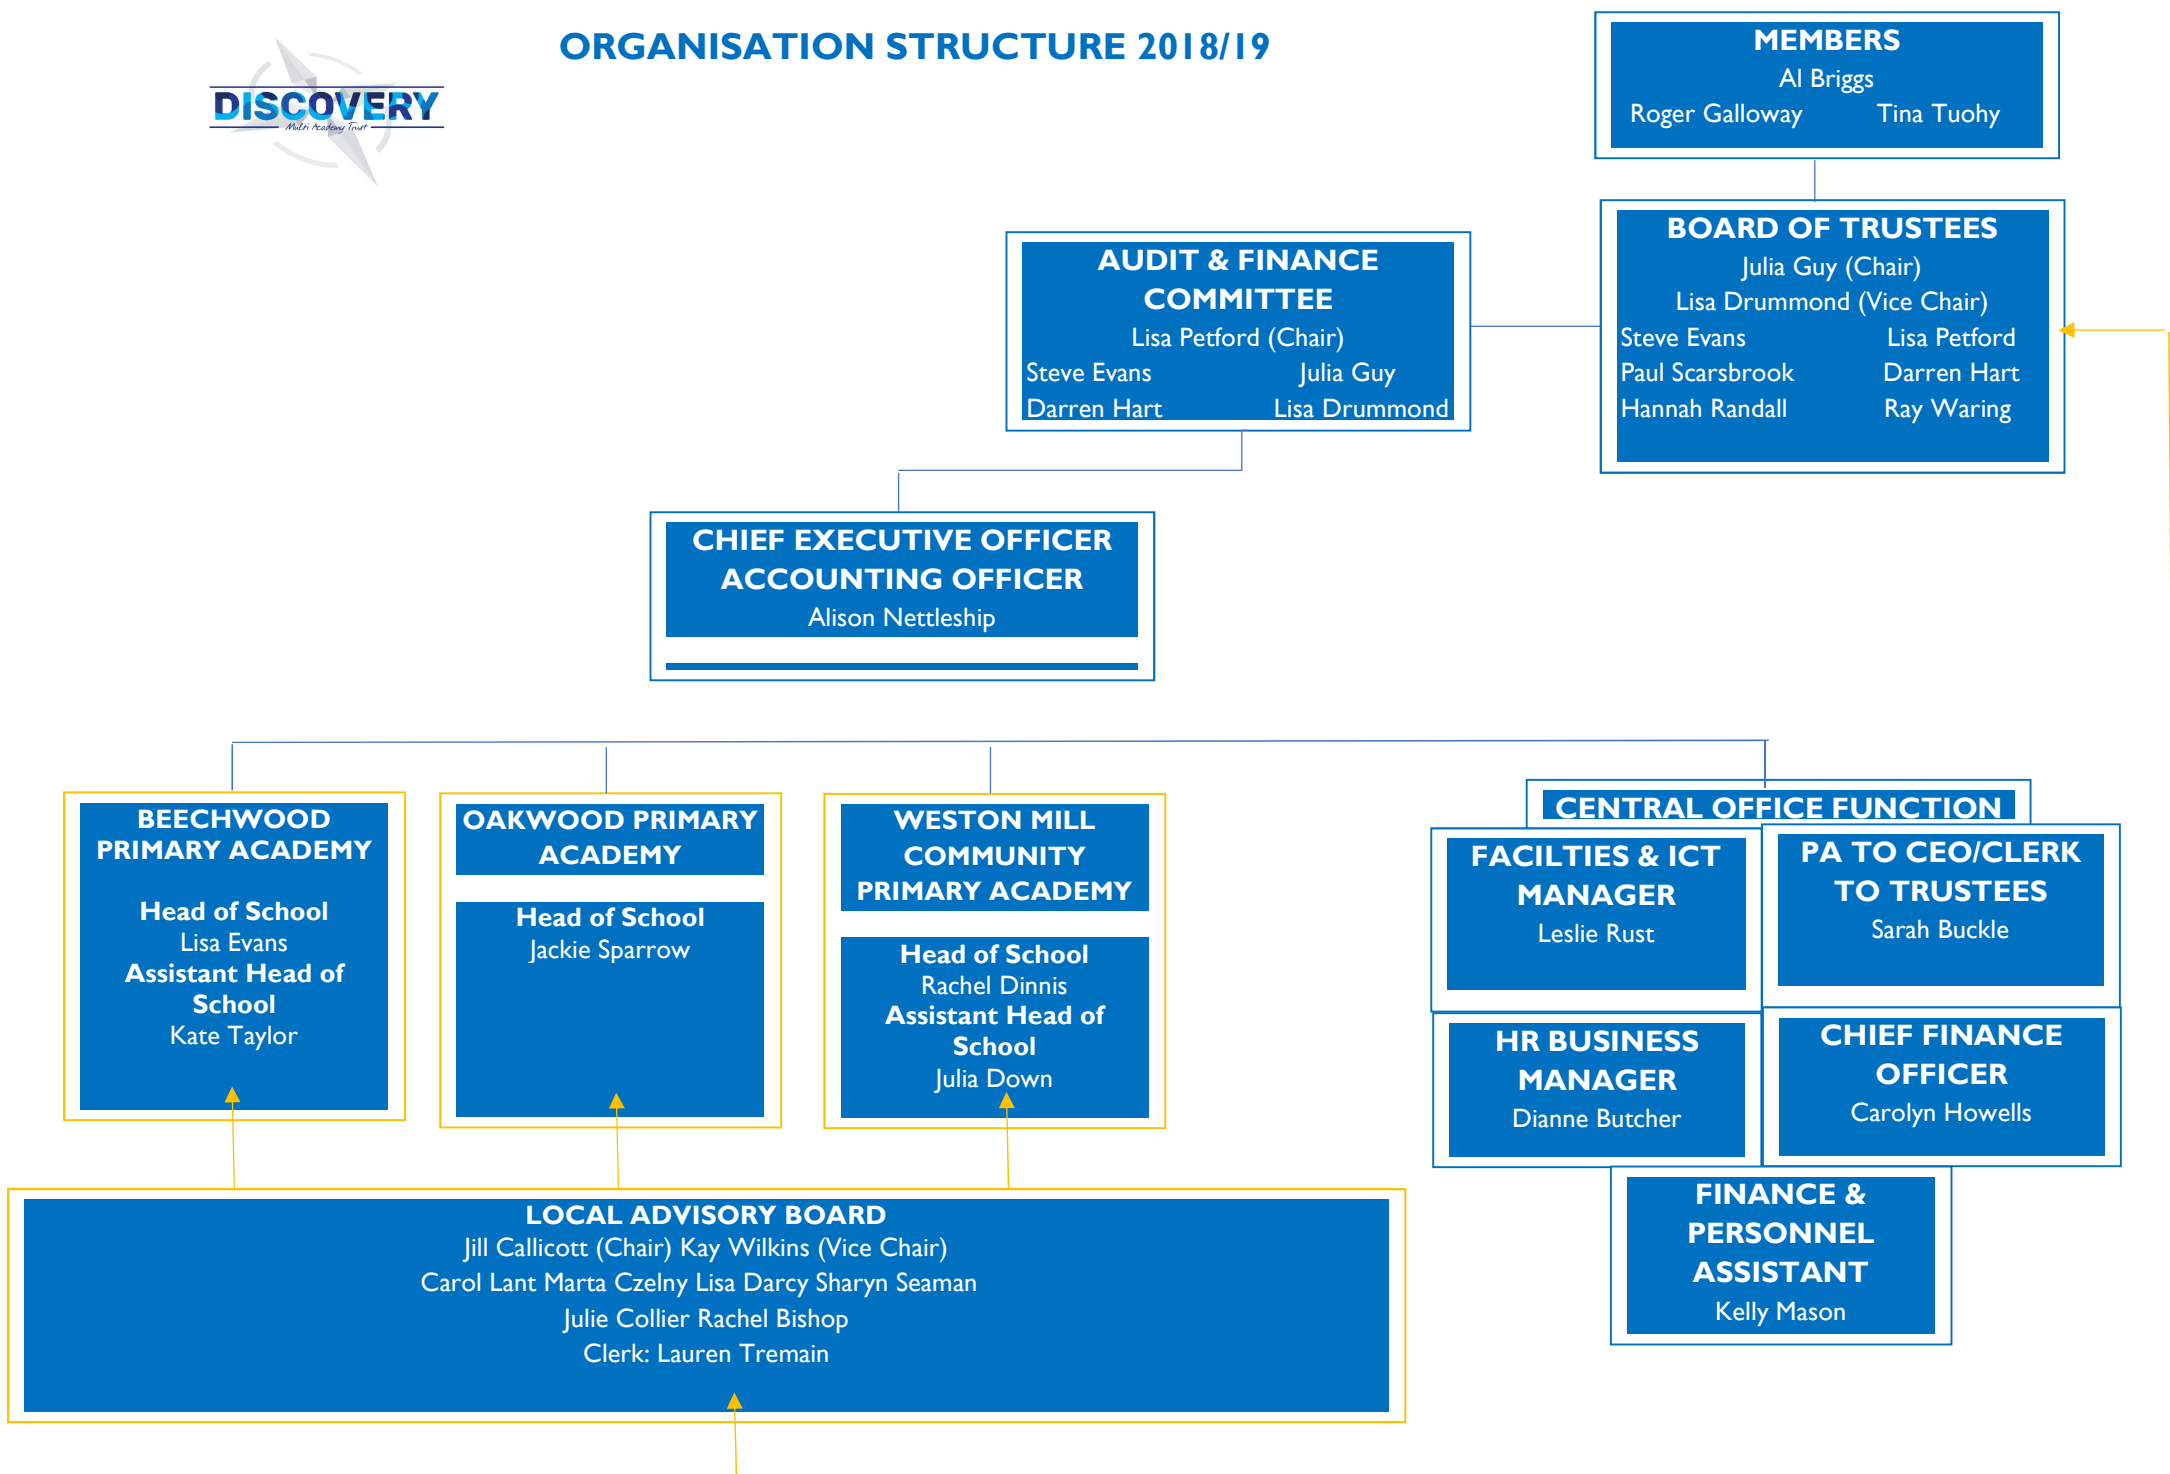 ORGANISATION STRUCTURE 2018/19
DISCOVERY
Multi Academy Trust
MEMBERS
Al Briggs
Roger Galloway Tina Tuohy
BOARD OF TRUSTEES
Julia Guy (Chair)
Lisa Drummond (Vice Chair)
Steve Evans Lisa Petford
Paul Scarsbrook Darren Hart
Hannah Randall Ray Waring
AUDIT & FINANCE
COMMITTEE
Lisa Petford (Chair)
Steve Evans Julia Guy
Darren Hart Lisa Drummond
CHIEF EXECUTIVE OFFICER
ACCOUNTING OFFICER
Alison Nettleship
BEECHWOOD
PRIMARY ACADEMY
Head of School
Lisa Evans
Assistant Head of
School
Kate Taylor
OAKWOOD PRIMARY
ACADEMY
Head of School
Jackie Sparrow
WESTON MILL
COMMUNITY
PRIMARY ACADEMY
Head of School
Rachel Dinnis
Assistant Head of
School
Julia Down
CENTRAL OFFICE FUNCTION
FACILTIES & ICT
MANAGER
Leslie Rust
PA TO CEO/CLERK
TO TRUSTEES
Sarah Buckle
HR BUSINESS
MANAGER
Dianne Butcher
CHIEF FINANCE
OFFICER
Carolyn Howells
FINANCE &
PERSONNEL
ASSISTANT
Kelly Mason
LOCAL ADVISORY BOARD
Jill Callicott (Chair) Kay Wilkins (Vice Chair)
Carol Lant Marta Czelny Lisa Darcy Sharyn Seaman
Julie Collier Rachel Bishop
Clerk: Lauren Tremain